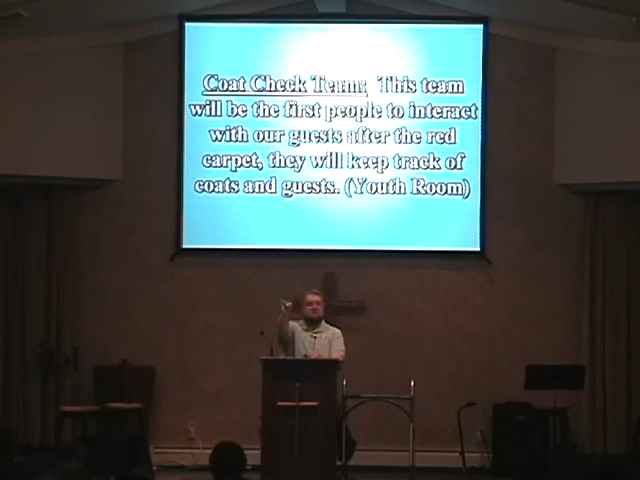 Coat Check Team: This team
will be the first people to interact
with our guests after the red
carpet, they will keep track of
coats and guests. (Youth Room)